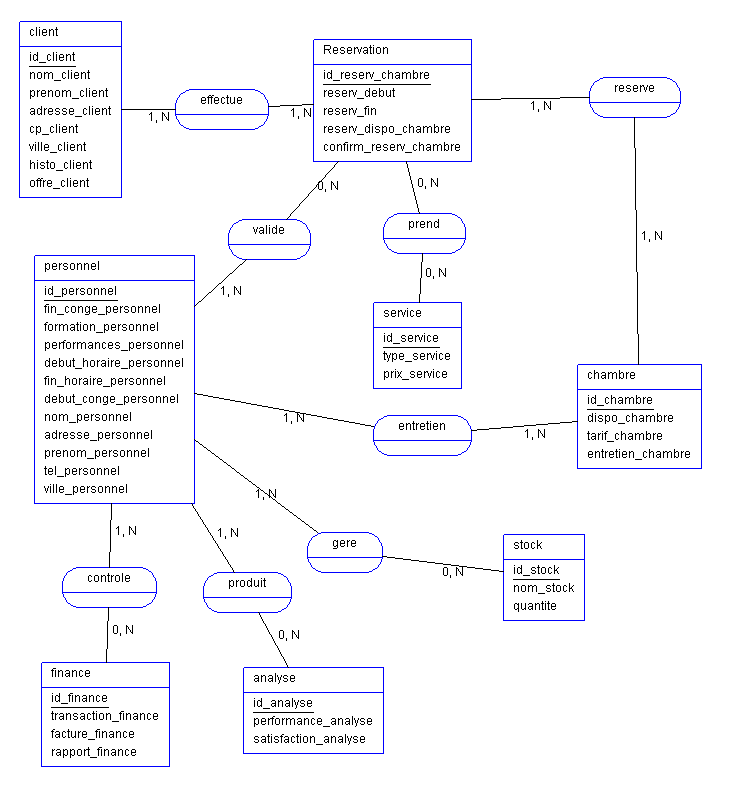 client
id_client
nom_client
prenom_client
adresse_client
cp_client
ville_client
histo_client
offre_client
1, N
effectue
1, N
Reservation
id_reserv_chambre
reserv_debut
reserv_fin
reserv_dispo_chambre
confirm_reserv_chambre
1, N
reserve
1, N
0, N
valide
1, N
0, N
prend
0, N
service
id_service
type_service
prix_service
personnel
id_personnel
fin_conge_personnel
formation_personnel
performances_personnel
debut_horaire_personnel
fin_horaire_personnel
debut_conge_personnel
nom_personnel
adresse_personnel
prenom_personnel
tel_personnel
ville_personnel
chambre
id_chambre
dispo_chambre
tarif_chambre
entretien_chambre
1, N
entretien
1, N
1, N
gere
0, N
stock
id_stock
nom_stock
quantite
1, N
controle
0, N
1, N
produit
0, N
finance
id_finance
transaction_finance
facture_finance
rapport_finance
analyse
id_analyse
performance_analyse
satisfaction_analyse